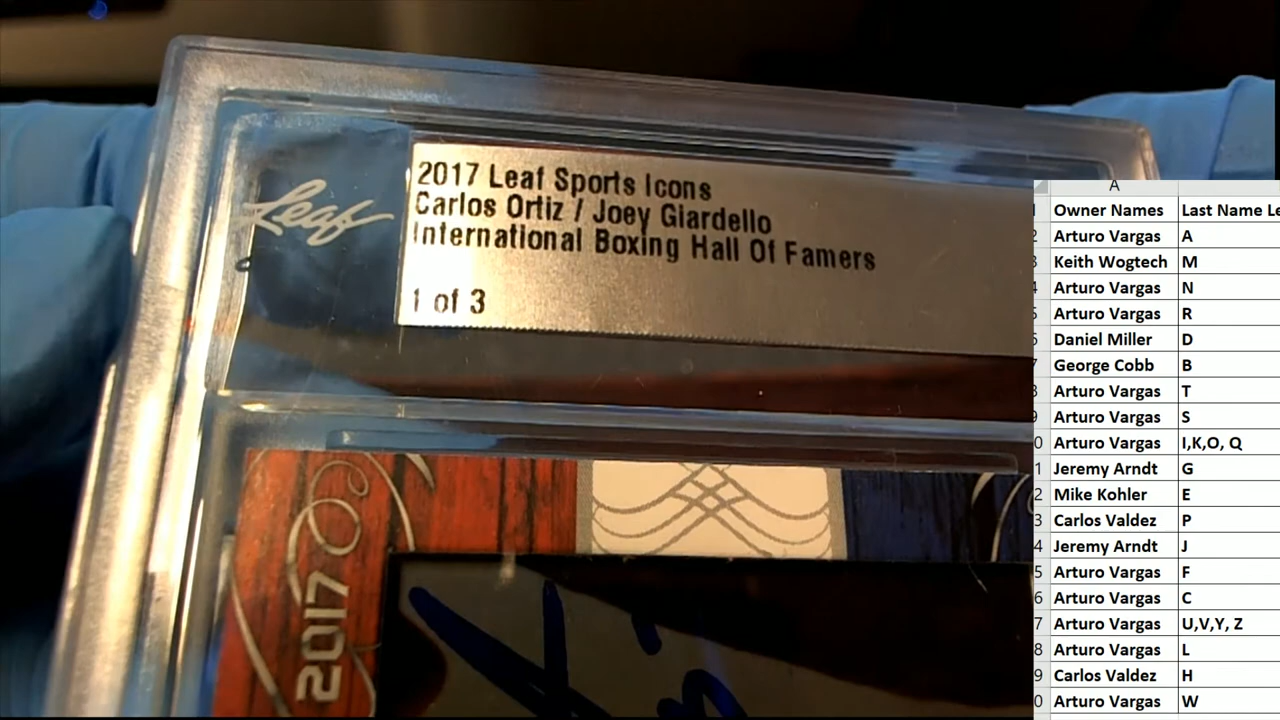 Leaf
2017 Leaf Sports Icons
Carlos Ortiz / Joey Giardello
International Boxing Hall Of Famers
1 of 3
2017
A
Owner Names Last Name Le
Arturo Vargas A
Keith Wogtech M
Arturo Vargas N
Arturo Vargas R
Daniel Miller D
George Cobb B
Arturo Vargas T
Arturo Vargas S
Arturo Vargas I,K,O, Q
Jeremy Arndt G
Mike Kohler E
Carlos Valdez P
Jeremy Arndt J
Arturo Vargas F
Arturo Vargas C
Arturo Vargas U,V,Y, Z
Arturo Vargas L
Carlos Valdez H
Arturo Vargas W